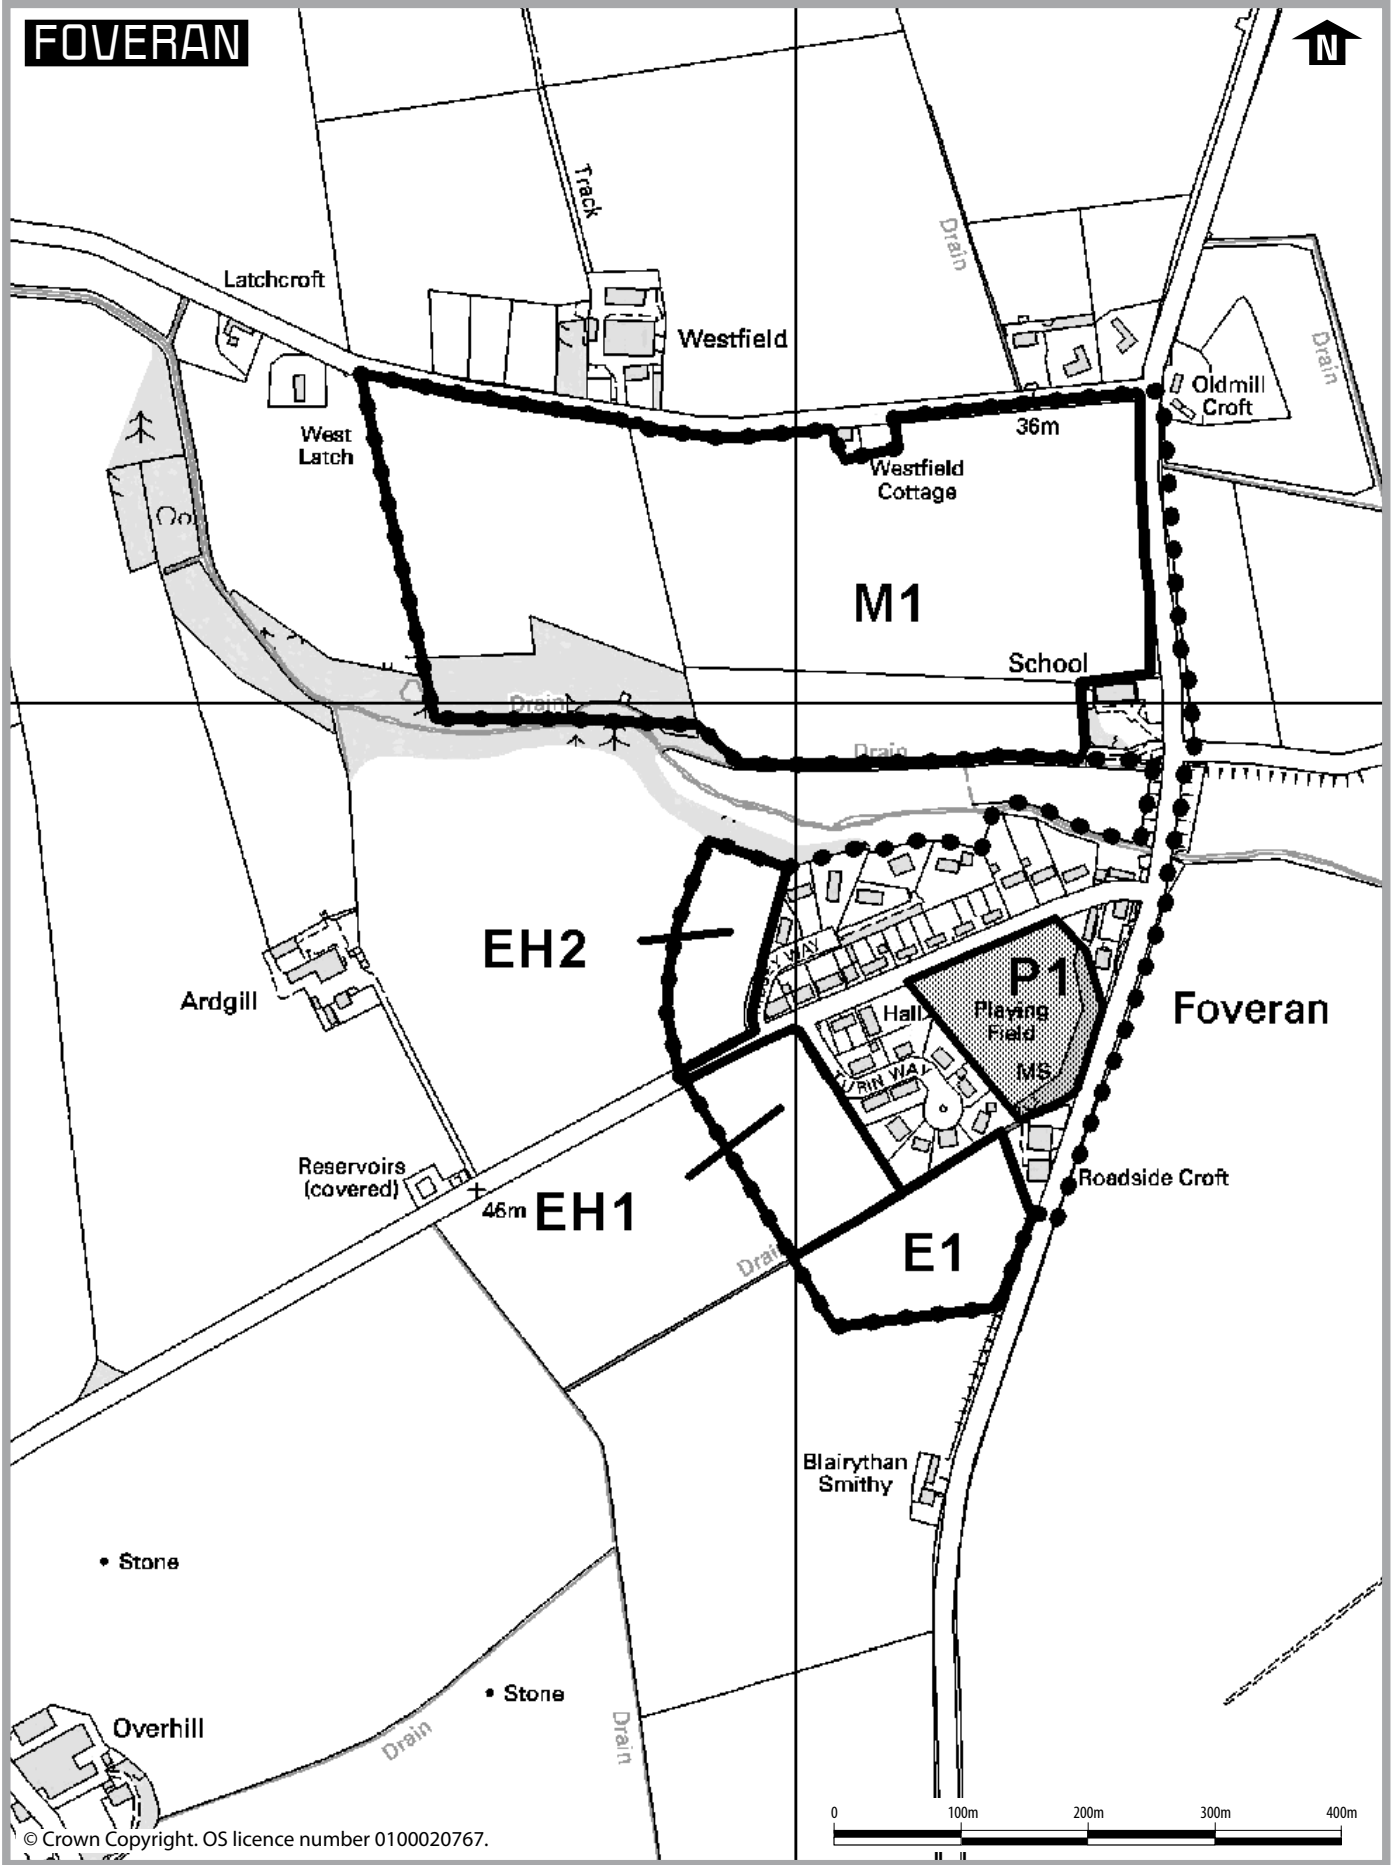 FOVERAN
N
Track
Drain
Latchcroft
Westfield
Drain
Oldmill
Croft
36m
West
Latch
Westfield
Cottage
M1
School
Drain
Drain
EH2
P1
Ardgill
Hall
Playing
Field
Foveran
MS
WAY
Reservoirs
(covered)
Roadside Croft
46m
EH1
E1
Drain
Blairythan
Smithy
Stone
Stone
Overhill
Drain
Drain
0 100m 200m 300m 400m
© Crown Copyright. OS licence number 0100020767.